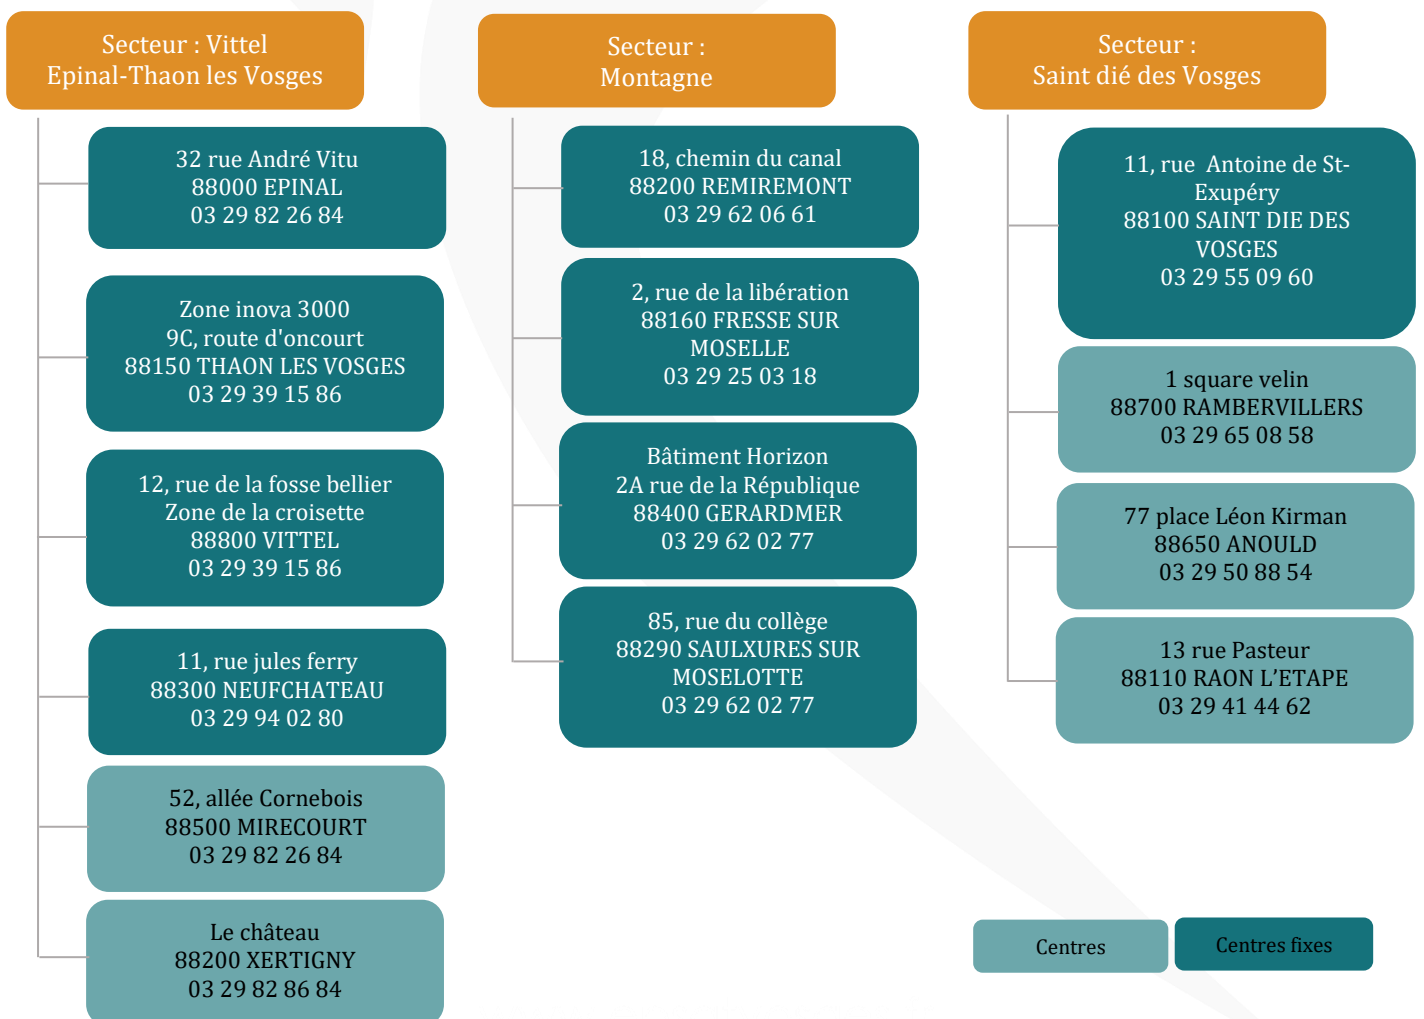 Secteur : Vittel
Epinal-Thaon les Vosges
32 rue André Vitu
88000 EPINAL
03 29 82 26 84
Zone inova 3000
9C, route d'oncourt
88150 THAON LES VOSGES
03 29 39 15 86
12, rue de la fosse bellier
Zone de la croisette
88800 VITTEL
03 29 39 15 86
11, rue jules ferry
88300 NEUFCHATEAU
03 29 94 02 80
52, allée Cornebois
88500 MIRECOURT
03 29 82 26 84
Le château
88200 XERTIGNY
03 29 82 86 84
Secteur :
Montagne
18, chemin du canal
88200 REMIREMONT
03 29 62 06 61
2, rue de la libération
88160 FRESSE SUR
MOSELLE
03 29 25 03 18
Bâtiment Horizon
2A rue de la République
88400 GERARDMER
03 29 62 02 77
85, rue du collège
88290 SAULXURES SUR
MOSELOTTE
03 29 62 02 77
Secteur :
Saint dié des Vosges
11, rue  Antoine de St-
Exupéry
88100 SAINT DIE DES
VOSGES
03 29 55 09 60
1 square velin
88700 RAMBERVILLERS
03 29 65 08 58
77 place Léon Kirman
88650 ANOULD
03 29 50 88 54
13 rue Pasteur
88110 RAON L’ETAPE
03 29 41 44 62
Centres
Centres fixes